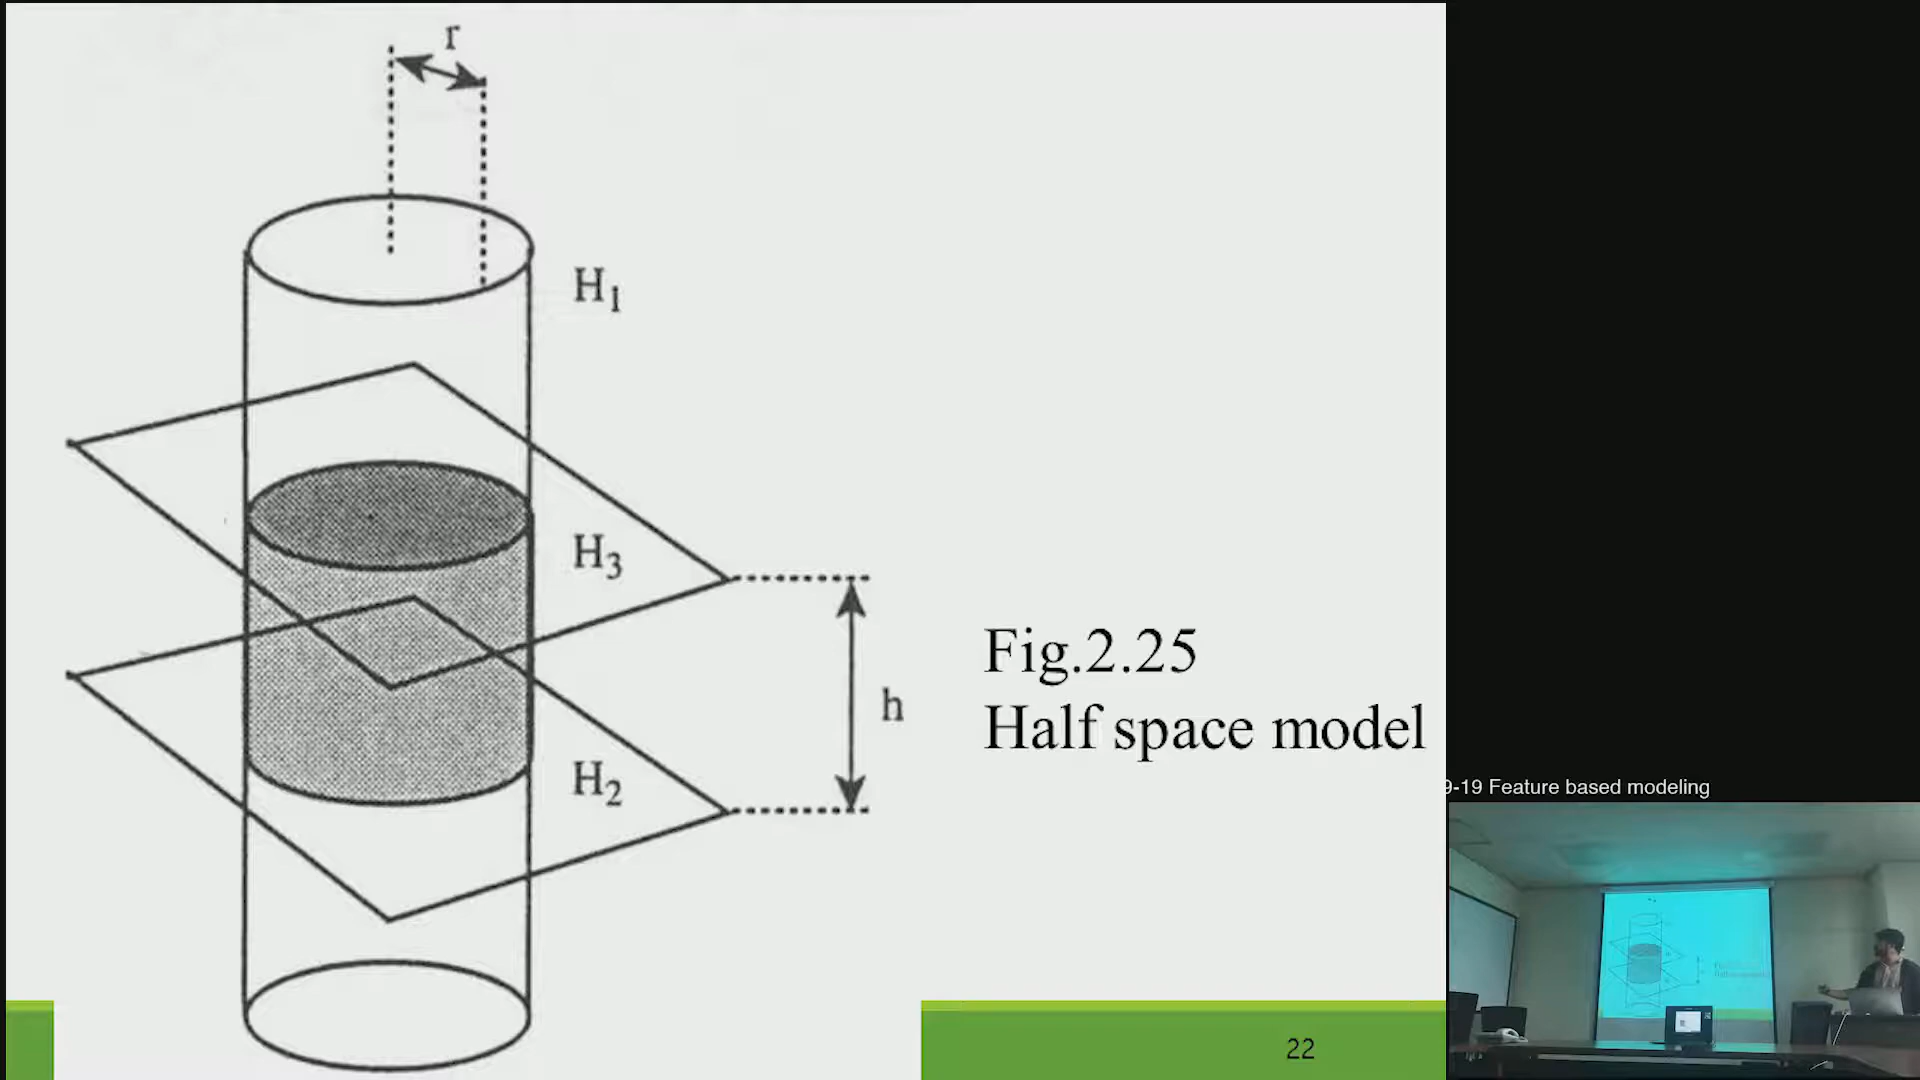 r
H1
H3
h
H2
Fig.2.25
Half space model
9-19 Feature based modeling
22